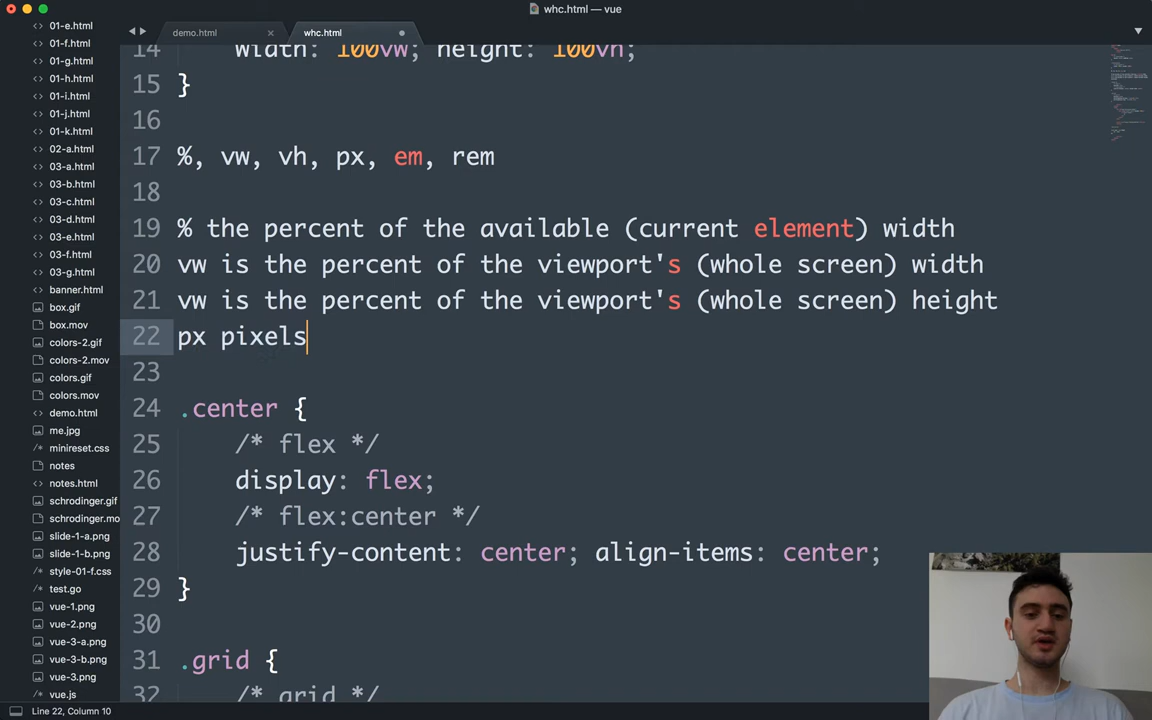 whc.html — vue
demo.html
whc.html
01-e.html
01-f.html
01-g.html
01-h.html
01-i.html
01-j.html
01-k.html
02-a.html
03-a.html
03-b.html
03-c.html
03-d.html
03-e.html
03-f.html
03-g.html
banner.html
box.gif
box.mov
colors-2.gif
colors-2.mov
colors.gif
colors.mov
demo.html
me.jpg
minireset.css
notes
notes.html
schrodinger.gif
schrodinger.mo
slide-1-a.png
slide-1-b.png
style-01-f.css
test.go
vue-1.png
vue-2.png
vue-3-a.png
vue-3-b.png
vue-3.png
vue.js
14 width: 100vw; height: 100vh;
15 }
16
17 %, vw, vh, px, em, rem
18
19 % the percent of the available (current element) width
20 vw is the percent of the viewport's (whole screen) width
21 vw is the percent of the viewport's (whole screen) height
22 px pixels
23
24 .center {
25 /* flex */
26 display: flex;
27 /* flex:center */
28 justify-content: center; align-items: center;
29 }
30
31 .grid {
32 /* grid */
Line 22, Column 10